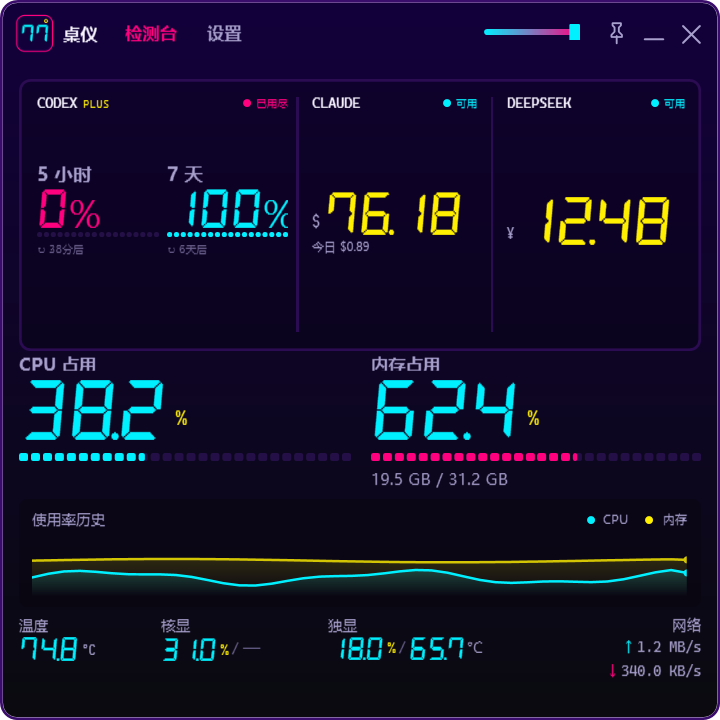 77 桌仪 检测台 设置
CODEX PLUS 已用尽
5 小时 7 天
0% 100%
↻ 38分后 ↻ 6天后
CLAUDE 可用
$ 76.18
今日 $0.89
DEEPSEEK 可用
¥ 12.48
CPU 占用
38.2 %
内存占用
62.4 %
19.5 GB / 31.2 GB
使用率历史 CPU 内存
温度
74.8 °C
核显
31.0 % / —
独显
18.0 % / 65.7 °C
网络
↑ 1.2 MB/s
↓ 340.0 KB/s